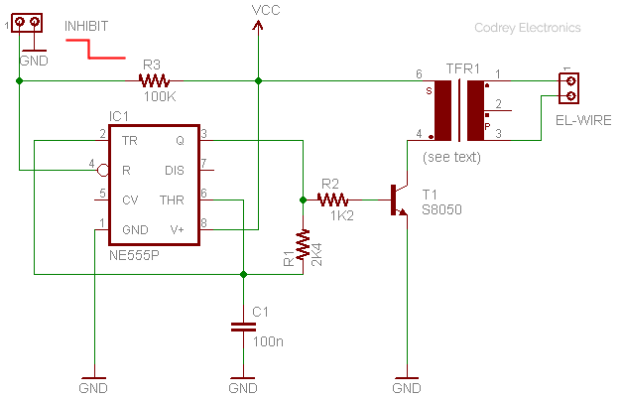 VCC
Codrey Electronics
1
INHIBIT
GND
R3
100K
TFR1
6
S
1
2
P
4
3
(see text)
1
EL-WIRE
IC1
2
TR
Q
3
4
R
DIS
7
5
CV
THR
6
1
GND
V+
8
NE555P
R2
1K2
T1
S8050
R1
2K4
C1
100n
GND
GND
GND